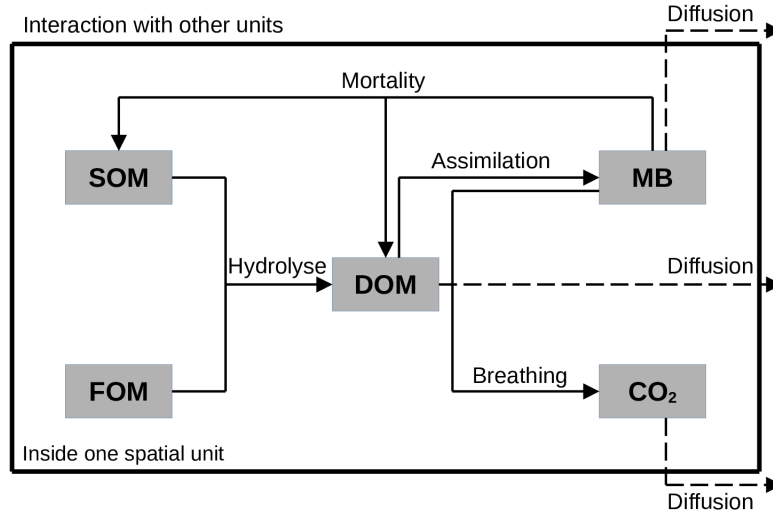 Diffusion
Interaction with other units
Mortality
Assimilation
SOM
MB
Hydrolyse
DOM
Diffusion
Breathing
FOM
CO₂
Inside one spatial unit
Diffusion